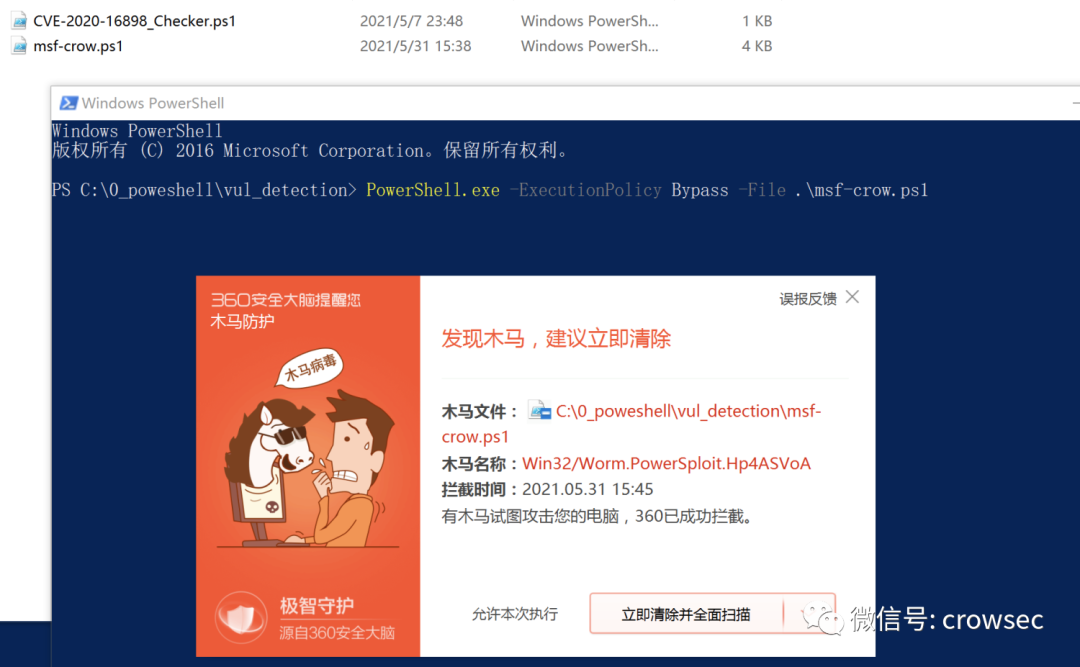 CVE-2020-16898_Checker.ps1 2021/5/7 23:48 Windows PowerSh... 1 KB
msf-crow.ps1 2021/5/31 15:38 Windows PowerSh... 4 KB
Windows PowerShell
Windows PowerShell
版权所有 (C) 2016 Microsoft Corporation。保留所有权利。
PS C:\0_poweshell\vul_detection> PowerShell.exe -ExecutionPolicy Bypass -File .\msf-crow.ps1
360安全大脑提醒您
木马防护
木马病毒
极智守护
源自360安全大脑
误报反馈
发现木马，建议立即清除
木马文件： C:\0_poweshell\vul_detection\msf-
crow.ps1
木马名称：Win32/Worm.PowerSploit.Hp4ASVoA
拦截时间：2021.05.31 15:45
有木马试图攻击您的电脑，360已成功拦截。
允许本次执行 立即清除并全面扫描
微信号: crowsec